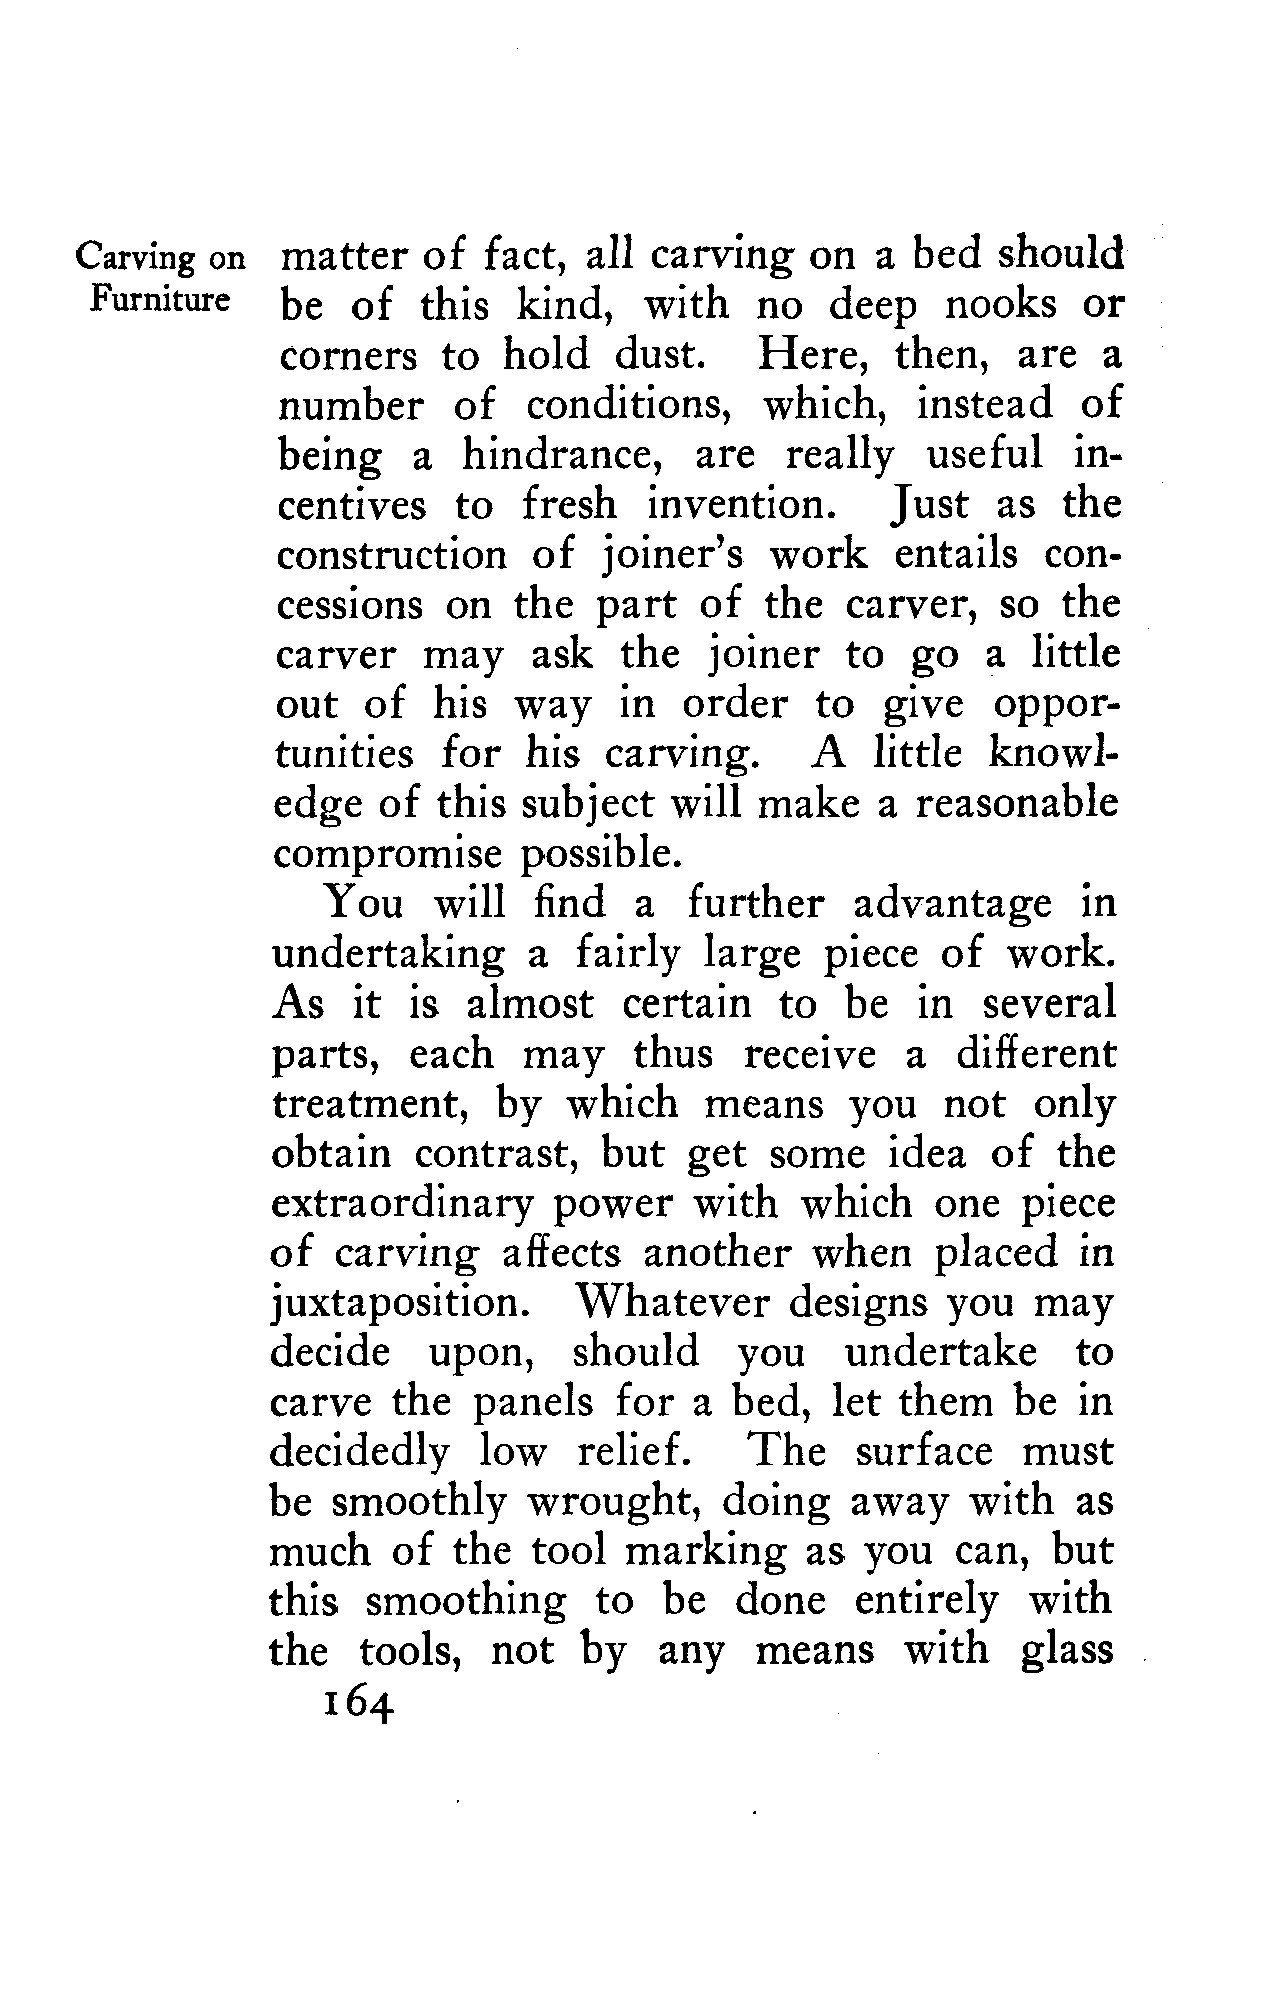 Carving on
Furniture
matter of fact, all carving on a bed should
be of this kind, with no deep nooks or
corners to hold dust. Here, then, are a
number of conditions, which, instead of
being a hindrance, are really useful in-
centives to fresh invention. Just as the
construction of joiner's work entails con-
cessions on the part of the carver, so the
carver may ask the joiner to go a little
out of his way in order to give oppor-
tunities for his carving. A little knowl-
edge of this subject will make a reasonable
compromise possible.
You will find a further advantage in
undertaking a fairly large piece of work.
As it is almost certain to be in several
parts, each may thus receive a different
treatment, by which means you not only
obtain contrast, but get some idea of the
extraordinary power with which one piece
of carving affects another when placed in
juxtaposition. Whatever designs you may
decide upon, should you undertake to
carve the panels for a bed, let them be in
decidedly low relief. The surface must
be smoothly wrought, doing away with as
much of the tool marking as you can, but
this smoothing to be done entirely with
the tools, not by any means with glass
164